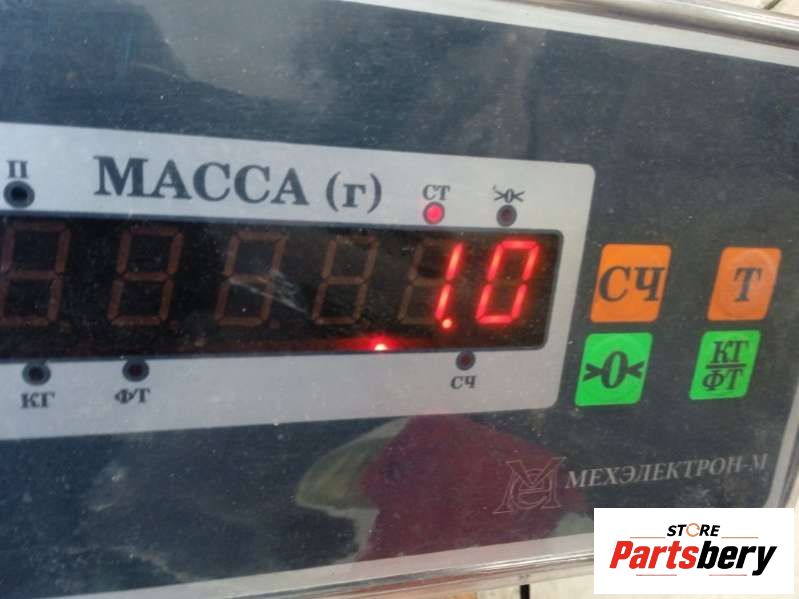 П МАССА (г) СТ >0<
1.0
КГ ФТ СЧ
СЧ Т
>0< КГ/ФТ
МЕХЭЛЕКТРОН-М
STORE
Partsbery